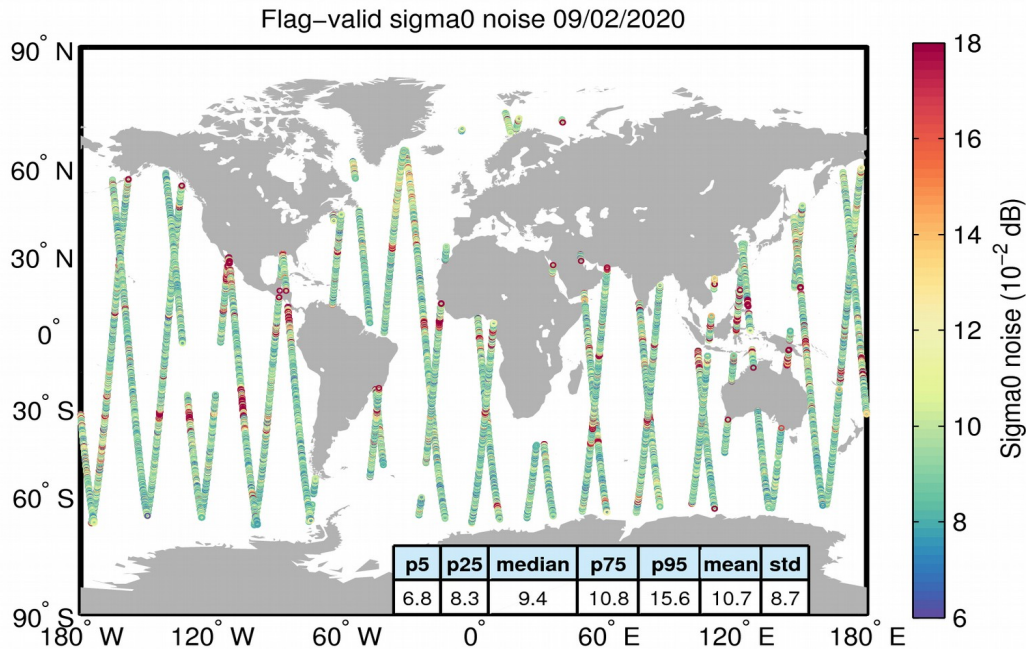 Flag-valid sigma0 noise 09/02/2020
90° N
60° N
30° N
0°
30° S
60° S
90° S
180° W
120° W
60° W
0°
60° E
120° E
180° E
p5 p25 median p75 p95 mean std
6.8 8.3 9.4 10.8 15.6 10.7 8.7
18
16
14
12
10
8
6
Sigma0 noise (10⁻² dB)